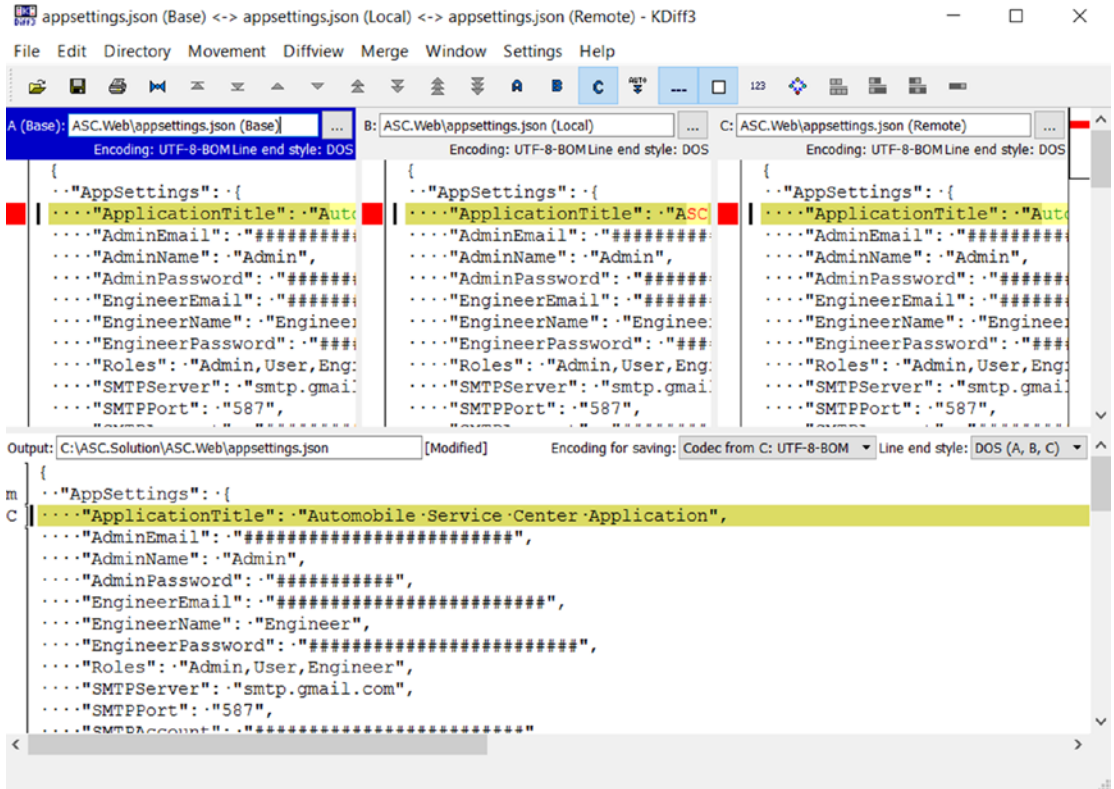 appsettings.json (Base) <-> appsettings.json (Local) <-> appsettings.json (Remote) - KDiff3
File Edit Directory Movement Diffview Merge Window Settings Help
A B C AUTO --- 123
A (Base): ASC.Web\appsettings.json (Base) ... B: ASC.Web\appsettings.json (Local) ... C: ASC.Web\appsettings.json (Remote) ...
Encoding: UTF-8-BOM Line end style: DOS Encoding: UTF-8-BOM Line end style: DOS Encoding: UTF-8-BOM Line end style: DOS
{
··"AppSettings":·{
····"ApplicationTitle":·"Auto
····"AdminEmail":·"##########
····"AdminName":·"Admin",
····"AdminPassword":·"#######
····"EngineerEmail":·"######
····"EngineerName":·"Engineer
····"EngineerPassword":·"####
····"Roles":·"Admin,User,Engi
····"SMTPServer":·"smtp.gmail
····"SMTPPort":·"587",
{
··"AppSettings":·{
····"ApplicationTitle":·"ASC
····"AdminEmail":·"#########
····"AdminName":·"Admin",
····"AdminPassword":·"######
····"EngineerEmail":·"######
····"EngineerName":·"Enginee
····"EngineerPassword":·"###
····"Roles":·"Admin,User,Eng
····"SMTPServer":·"smtp.gmai
····"SMTPPort":·"587",
{
··"AppSettings":·{
····"ApplicationTitle":·"Auto
····"AdminEmail":·"##########
····"AdminName":·"Admin",
····"AdminPassword":·"#######
····"EngineerEmail":·"######
····"EngineerName":·"Engineer
····"EngineerPassword":·"####
····"Roles":·"Admin,User,Engi
····"SMTPServer":·"smtp.gmail
····"SMTPPort":·"587",
Output: C:\ASC.Solution\ASC.Web\appsettings.json [Modified] Encoding for saving: Codec from C: UTF-8-BOM Line end style: DOS (A, B, C)
{
m ··"AppSettings":·{
C ····"ApplicationTitle":·"Automobile·Service·Center·Application",
····"AdminEmail":·"#########################",
····"AdminName":·"Admin",
····"AdminPassword":·"###########",
····"EngineerEmail":·"#########################",
····"EngineerName":·"Engineer",
····"EngineerPassword":·"#########################",
····"Roles":·"Admin,User,Engineer",
····"SMTPServer":·"smtp.gmail.com",
····"SMTPPort":·"587",
····"SMTPAccount":·"#########################"